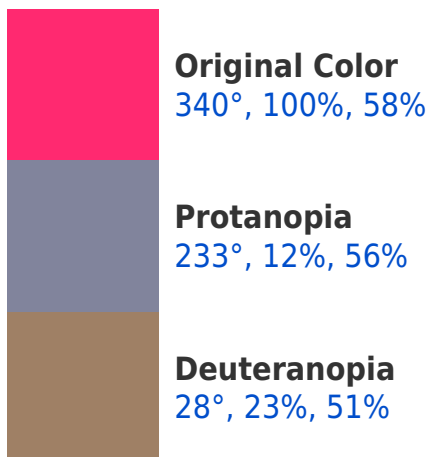 Original Color
340°, 100%, 58%
Protanopia
233°, 12%, 56%
Deuteranopia
28°, 23%, 51%